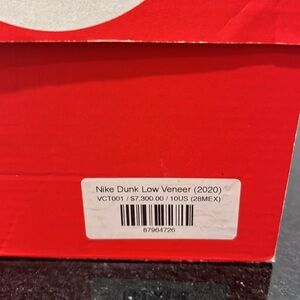 Nike Dunk Low Veneer (2020)
VCT001 / $7,300.00 / 10US (28MEX)
87964726